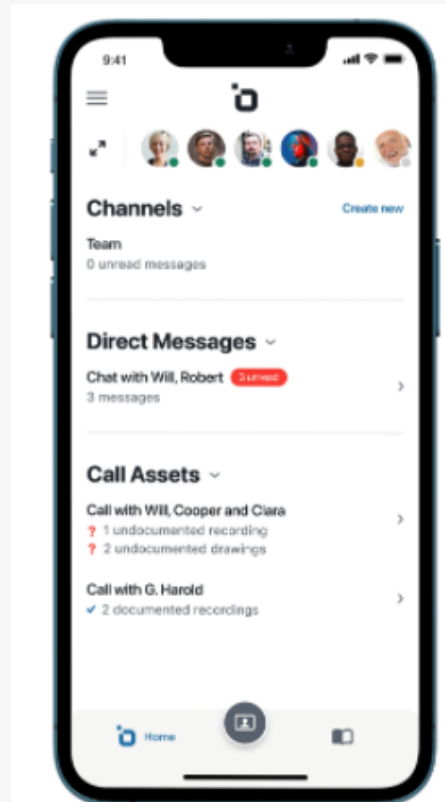 9:41
Channels
Create new
Team
0 unread messages
Direct Messages
Chat with Will, Robert 3 unread
3 messages
Call Assets
Call with Will, Cooper and Clara
? 1 undocumented recording
? 2 undocumented drawings
Call with G. Harold
2 documented recordings
Home